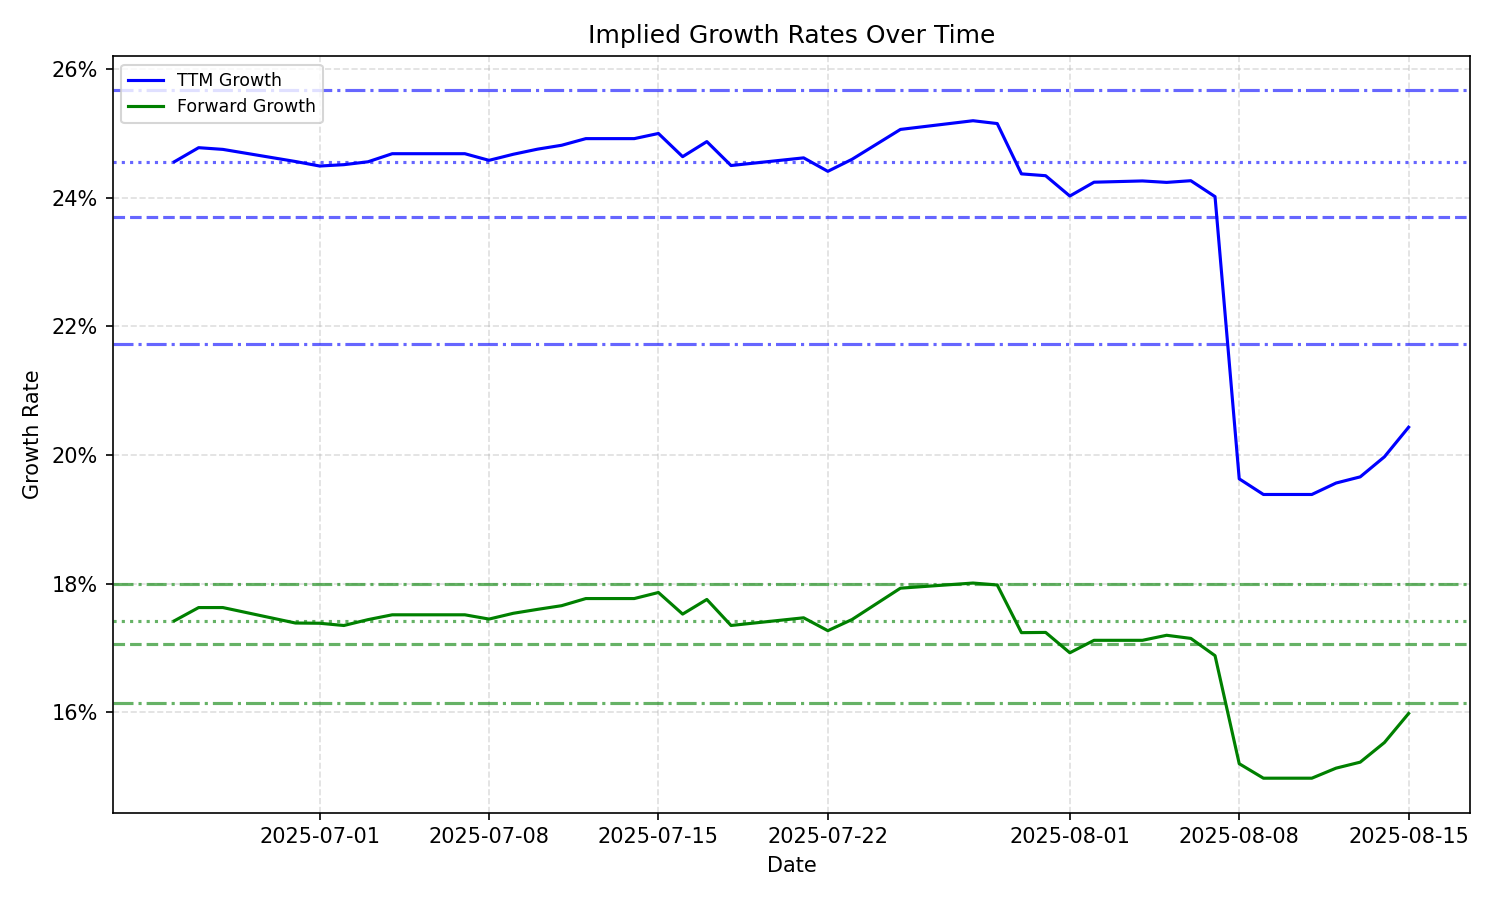 Implied Growth Rates Over Time
TTM Growth
Forward Growth
26%
24%
22%
20%
18%
16%
Growth Rate
2025-07-01
2025-07-08
2025-07-15
2025-07-22
2025-08-01
2025-08-08
2025-08-15
Date